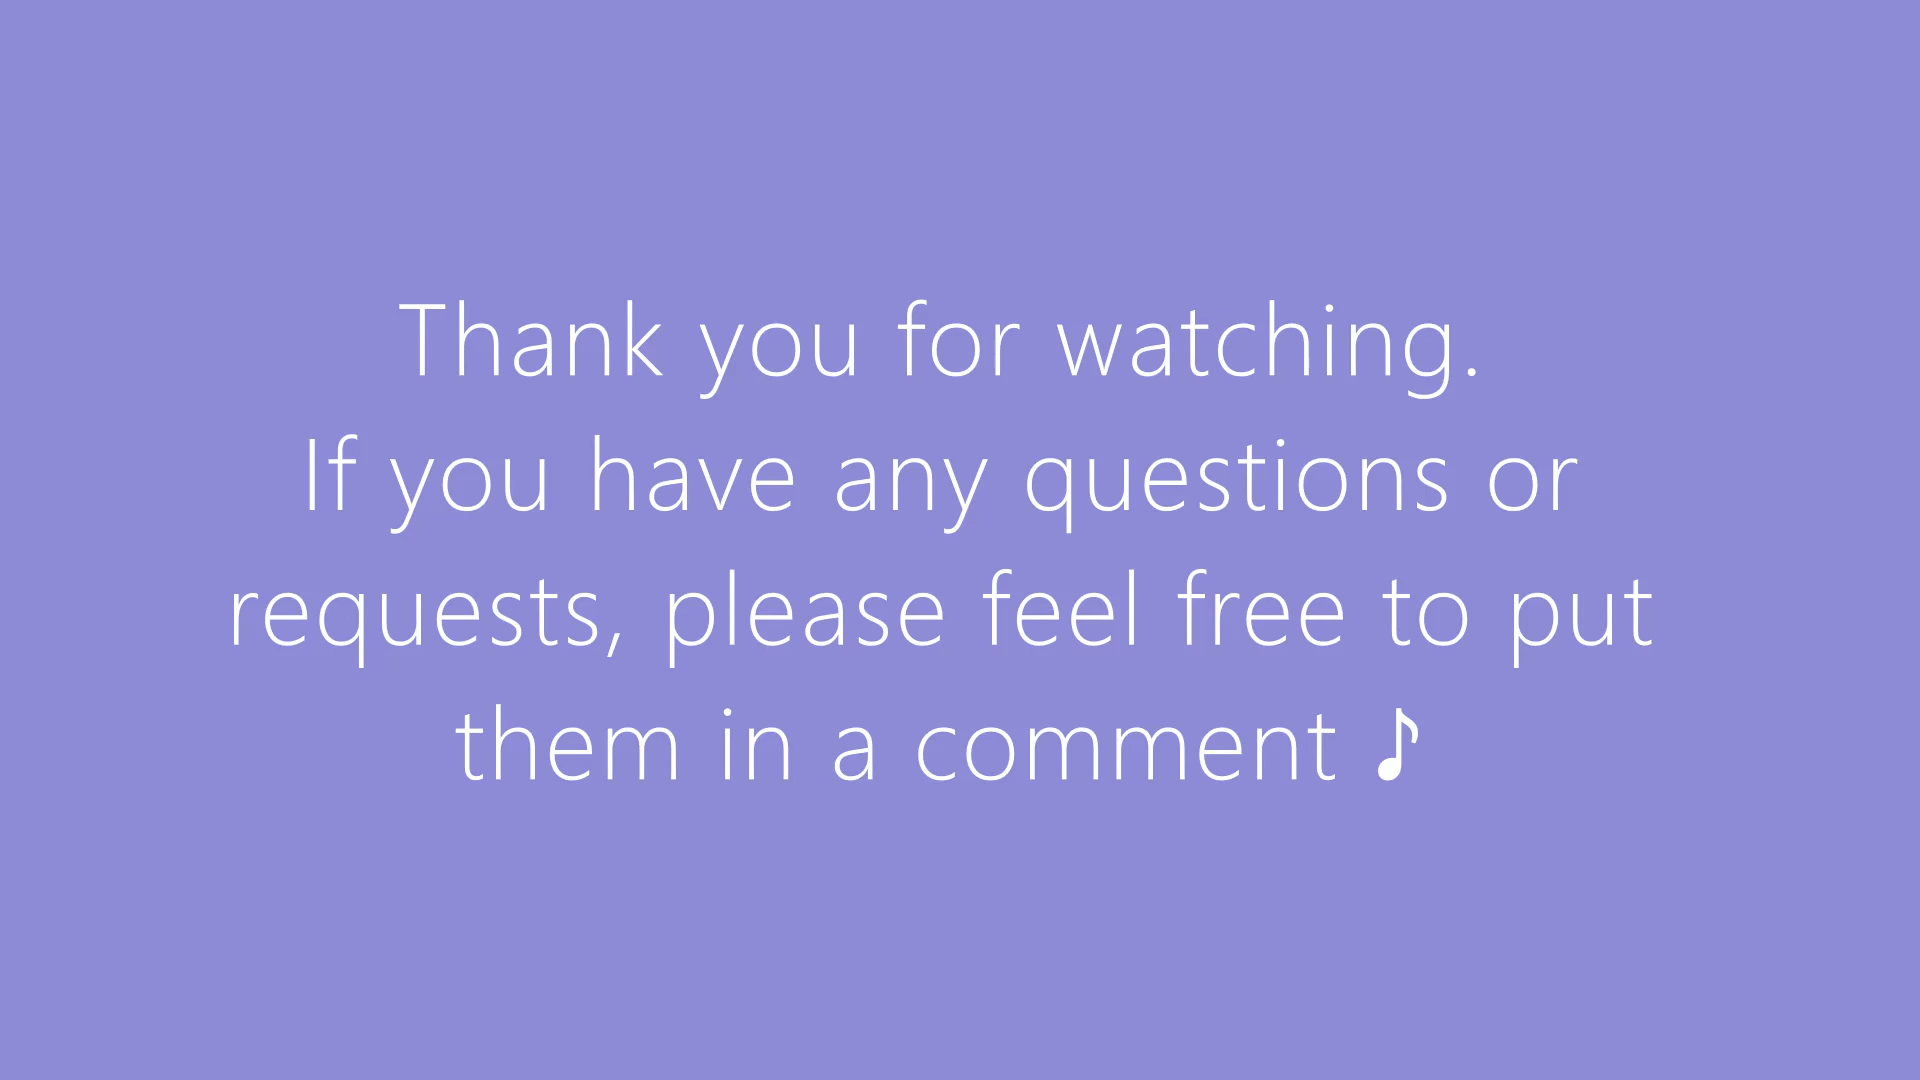 Thank you for watching.
If you have any questions or
requests, please feel free to put
them in a comment ♪